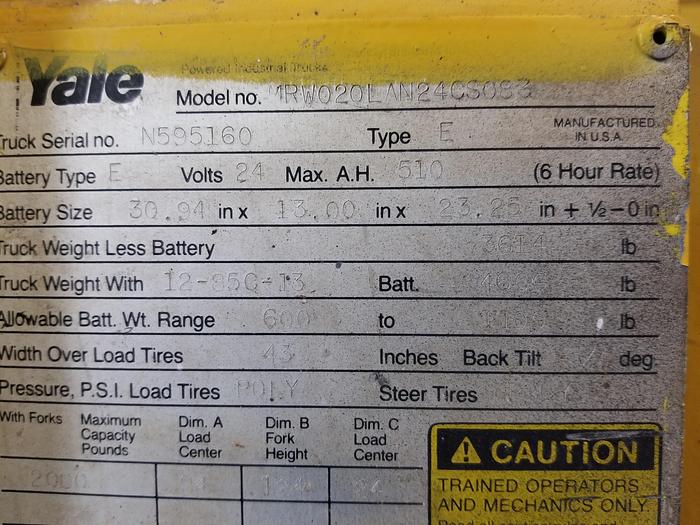 Yale
Powered Industrial Trucks
Model no.
MANUFACTURED
IN U.S.A.
Truck Serial no. N595160 Type E
Battery Type E Volts 24 Max. A.H. 510 (6 Hour Rate)
Battery Size 30.94 in x 13.00 in x 23.25 in + ½-0 in
Truck Weight Less Battery lb
Truck Weight With 12-85C-13 Batt. lb
Allowable Batt. Wt. Range 600 to lb
Width Over Load Tires 43 Inches Back Tilt deg
Pressure, P.S.I. Load Tires POLY Steer Tires
With Forks Maximum Capacity Pounds Dim. A Load Center Dim. B Fork Height Dim. C Load Center
2000 24
CAUTION
TRAINED OPERATORS
AND MECHANICS ONLY.